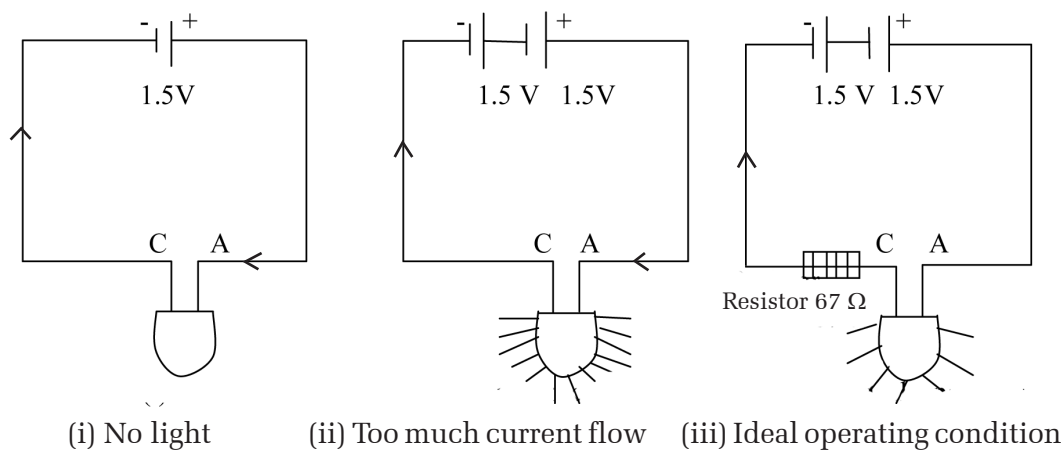 - +
1.5V
C A
(i) No light
- +
1.5 V 1.5V
C A
(ii) Too much current flow
- +
1.5 V 1.5V
C A
Resistor 67 Ω
(iii) Ideal operating condition